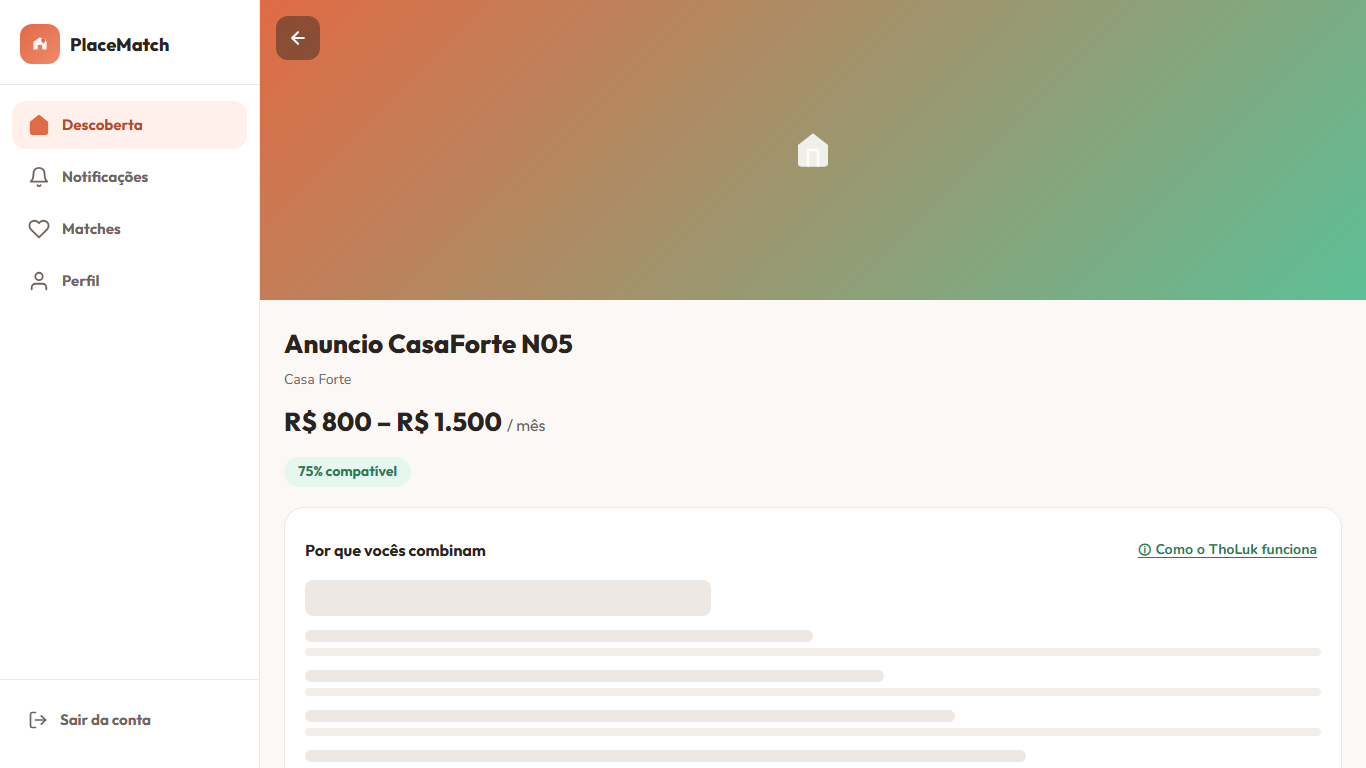 PlaceMatch
Descoberta
Notificações
Matches
Perfil
Sair da conta
Anuncio CasaForte N05
Casa Forte
R$ 800 – R$ 1.500 / mês
75% compatível
Por que vocês combinam
Como o ThoLuk funciona